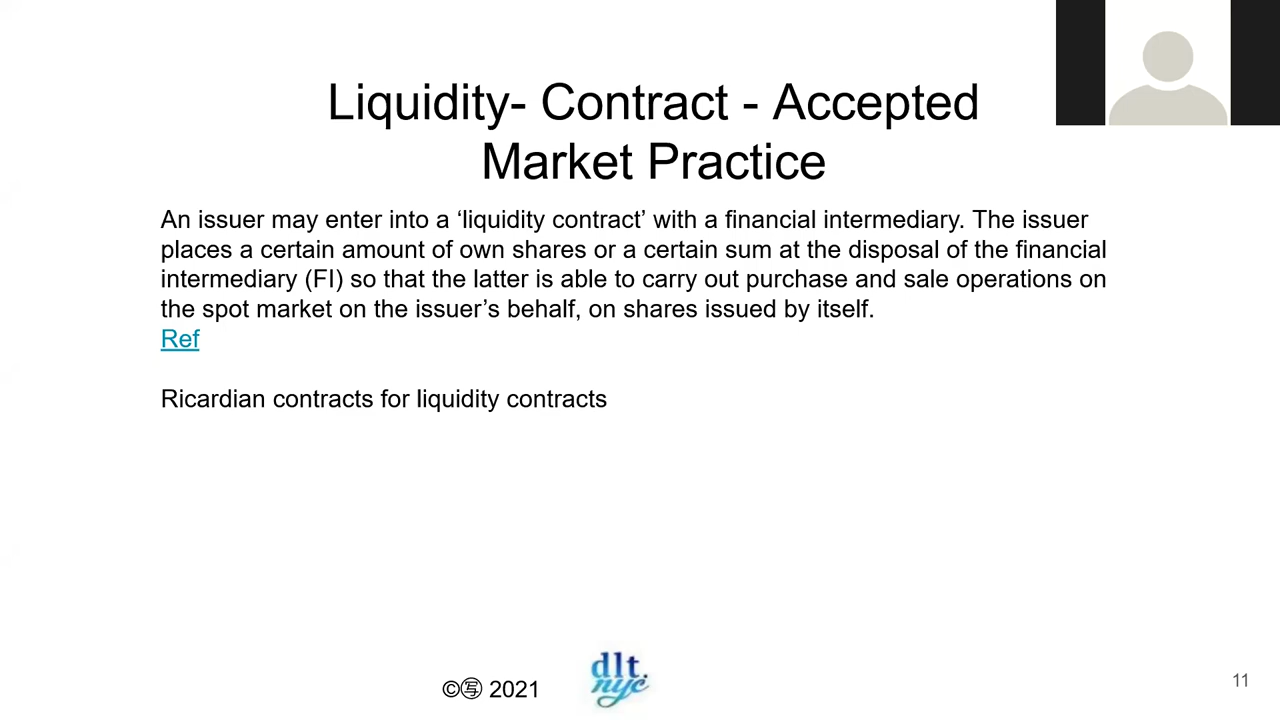 Liquidity- Contract - Accepted
Market Practice
An issuer may enter into a ‘liquidity contract’ with a financial intermediary. The issuer
places a certain amount of own shares or a certain sum at the disposal of the financial
intermediary (FI) so that the latter is able to carry out purchase and sale operations on
the spot market on the issuer’s behalf, on shares issued by itself.
Ref
Ricardian contracts for liquidity contracts
©㊢ 2021
dlt.
nyc
11